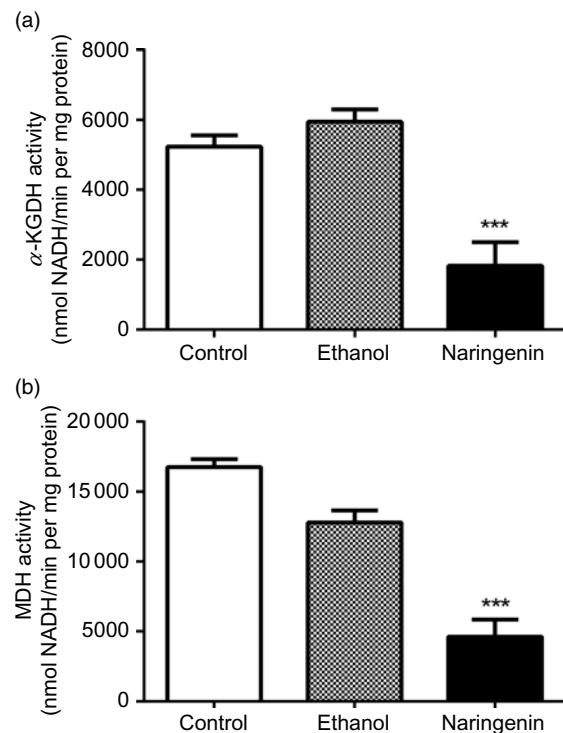 (a)
α-KGDH activity
(nmol NADH/min per mg protein)
8000
6000
4000
2000
0
***
Control Ethanol Naringenin
(b)
MDH activity
(nmol NADH/min per mg protein)
20 000
15 000
10 000
5000
0
***
Control Ethanol Naringenin